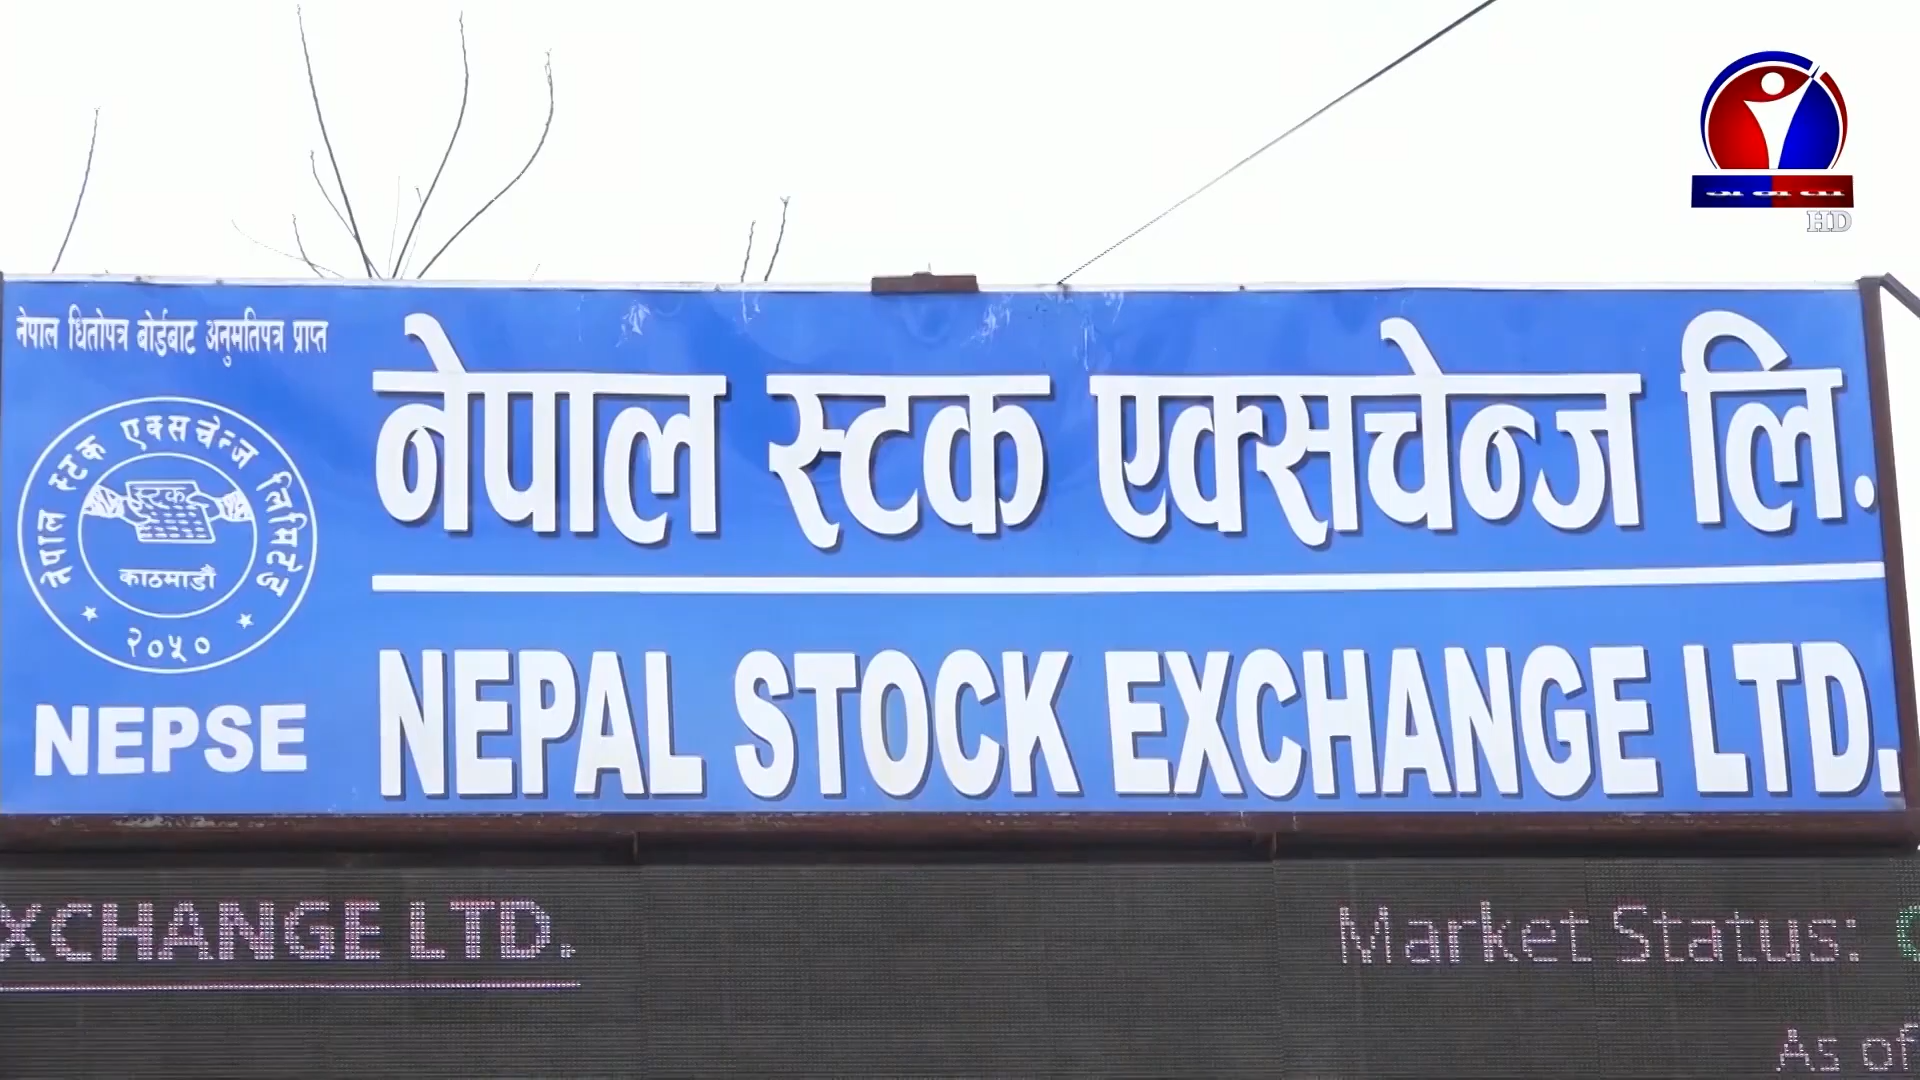 नेपाल धितोपत्र बोर्डबाट अनुमतिपत्र प्राप्त
नेपाल स्टक एक्सचेन्ज लि.
नेपाल स्टक एक्सचेन्ज लिमिटेड
स्टक
काठमाडौं
२०५०
NEPSE
NEPAL STOCK EXCHANGE LTD.
XCHANGE LTD.
Market Status:
As of
HD